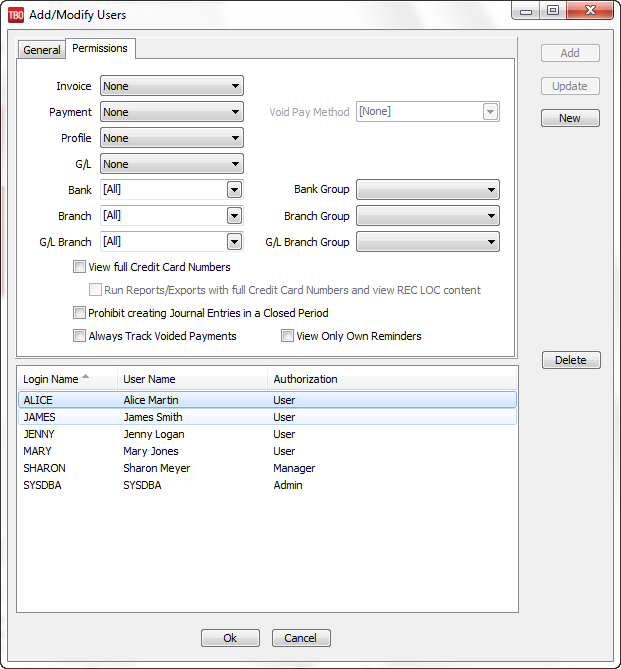 TBO Add/Modify Users
General Permissions
Add
Update
New
Invoice None
Payment None Void Pay Method [None]
Profile None
G/L None
Bank [All] Bank Group
Branch [All] Branch Group
G/L Branch [All] G/L Branch Group
View full Credit Card Numbers
Run Reports/Exports with full Credit Card Numbers and view REC LOC content
Prohibit creating Journal Entries in a Closed Period
Always Track Voided Payments View Only Own Reminders
Delete
Login Name User Name Authorization
ALICE Alice Martin User
JAMES James Smith User
JENNY Jenny Logan User
MARY Mary Jones User
SHARON Sharon Meyer Manager
SYSDBA SYSDBA Admin
Ok Cancel